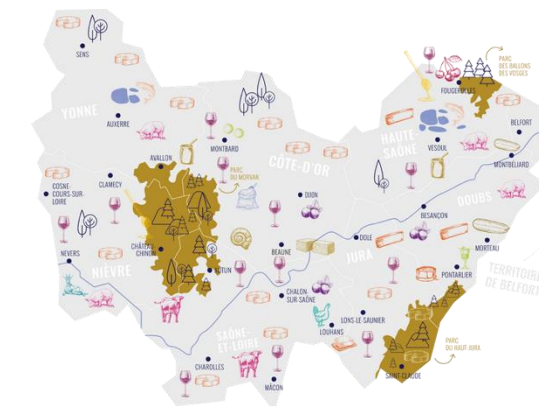 SENS
YONNE
AUXERRE
PARC
DES BALLONS
DES VOSGES
FOUGEROLLES
HAUTE-
SAÔNE
VESOUL
BELFORT
MONTBÉLIARD
MONTBARD
AVALLON
CÔTE-D'OR
PARC
DU MORVAN
CLAMECY
COSNE-
COURS-SUR-
LOIRE
DIJON
DOUBS
BESANÇON
CHÂTEAU
CHINON
NEVERS
NIÈVRE
AUTUN
BEAUNE
DOLE
JURA
MORTEAU
PONTARLIER
TERRITOIRE
DE BELFORT
CHALON
SUR-SAÔNE
LONS-LE-SAUNIER
LOUHANS
SAÔNE-
ET-LOIRE
PARC
DU HAUT-JURA
CHAROLLES
SAINT-CLAUDE
MÂCON